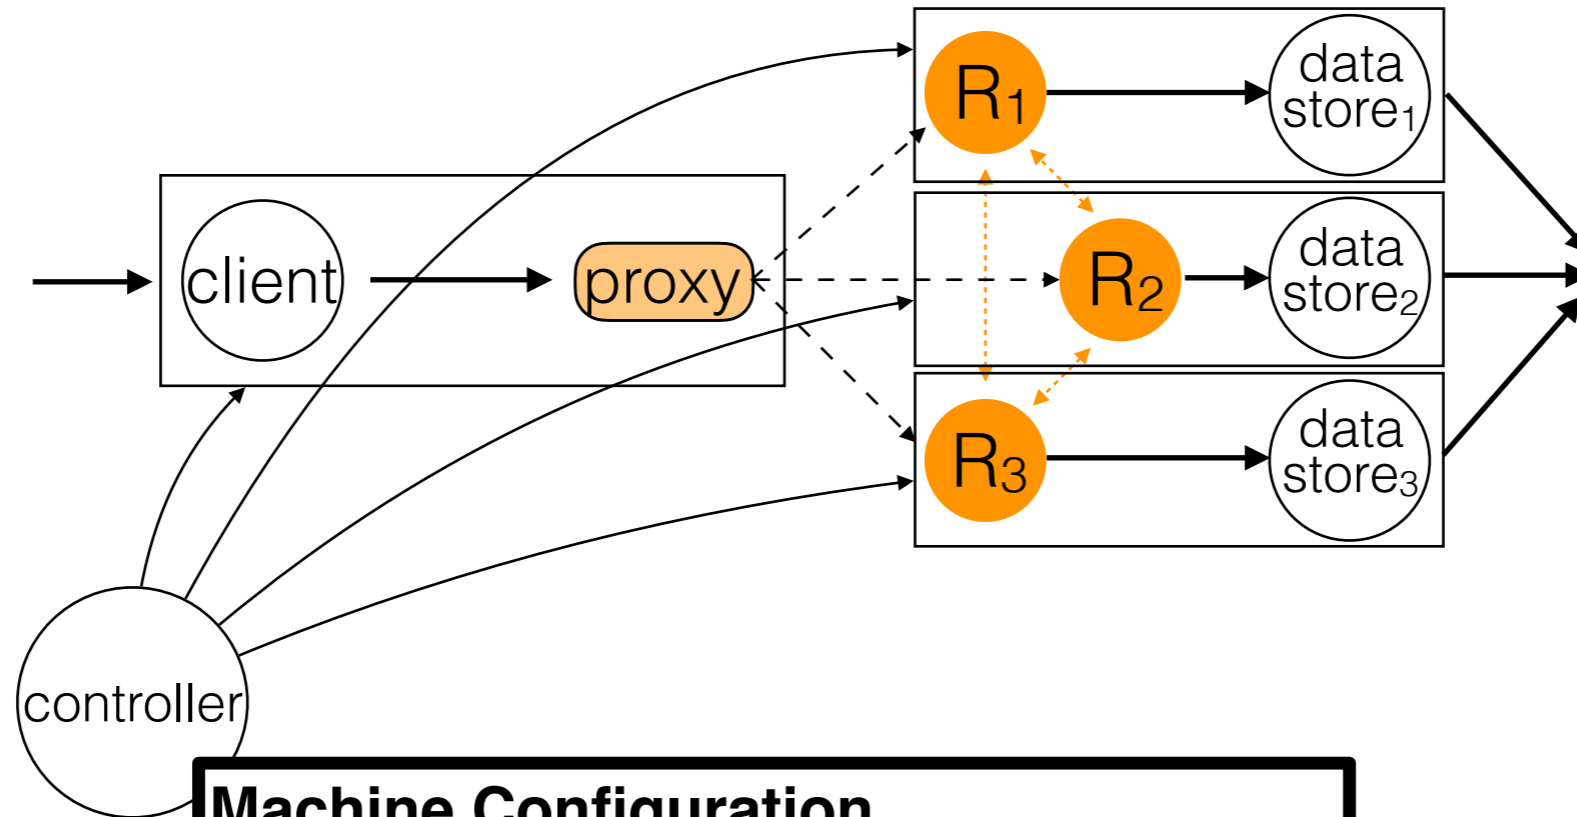 R₁
data
store₁
client
proxy
R₂
data
store₂
R₃
data
store₃
controller
Machine Configuration